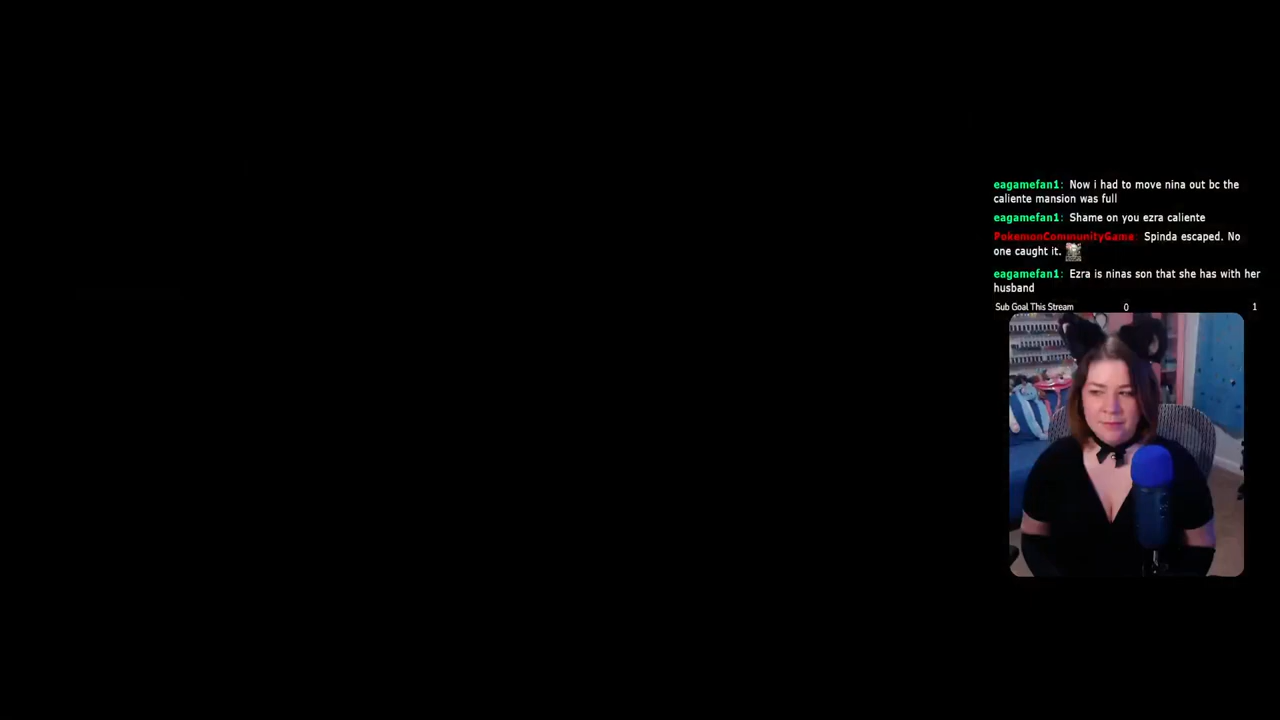 eagamefan1: Now i had to move nina out bc the
caliente mansion was full
eagamefan1: Shame on you ezra caliente
PokemonCommunityGame: Spinda escaped. No
one caught it.
eagamefan1: Ezra is ninas son that she has with her
husband
Sub Goal This Stream 0 1